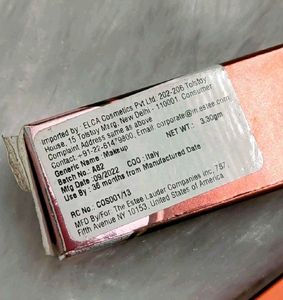 Imported by: ELCA Cosmetics Pvt Ltd. 202-206 Tolstoy
House, 15 Tolstoy Marg, New Delhi - 110001. Consumer
Complaint Address same as above
Contact: +91-22-61479800, Email: corporate@in.estee.com
Generic Name: Makeup NET WT.: 3.30gm
Batch No - A82
Mfg Date :09/2022 COO - Italy
Use By: 36 months from Manufactured Date
RC No - COS001/13
MFD By/For: The Estee Lauder Companies Inc. 767
Fifth Avenue NY 10153, United States of America